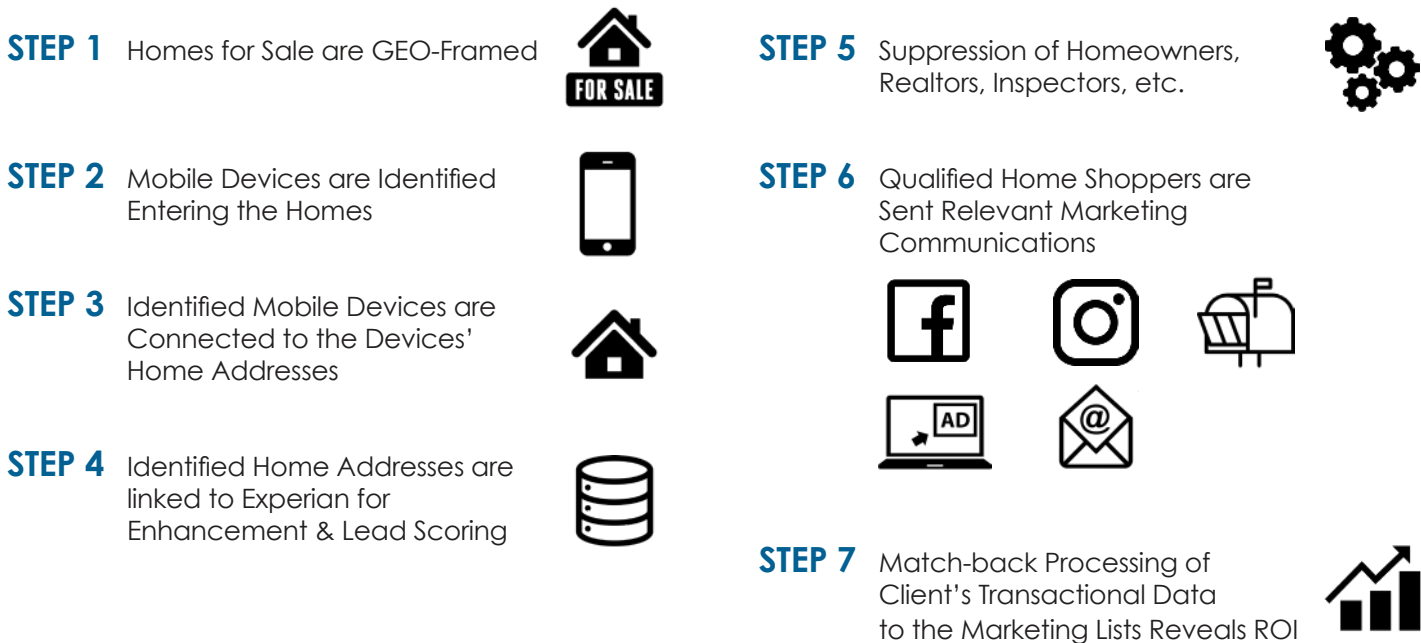 STEP 1 Homes for Sale are GEO-Framed
FOR SALE
STEP 2 Mobile Devices are Identified
Entering the Homes
STEP 3 Identified Mobile Devices are
Connected to the Devices’
Home Addresses
STEP 4 Identified Home Addresses are
linked to Experian for
Enhancement & Lead Scoring
STEP 5 Suppression of Homeowners,
Realtors, Inspectors, etc.
STEP 6 Qualified Home Shoppers are
Sent Relevant Marketing
Communications
f
AD
@
STEP 7 Match-back Processing of
Client’s Transactional Data
to the Marketing Lists Reveals ROI